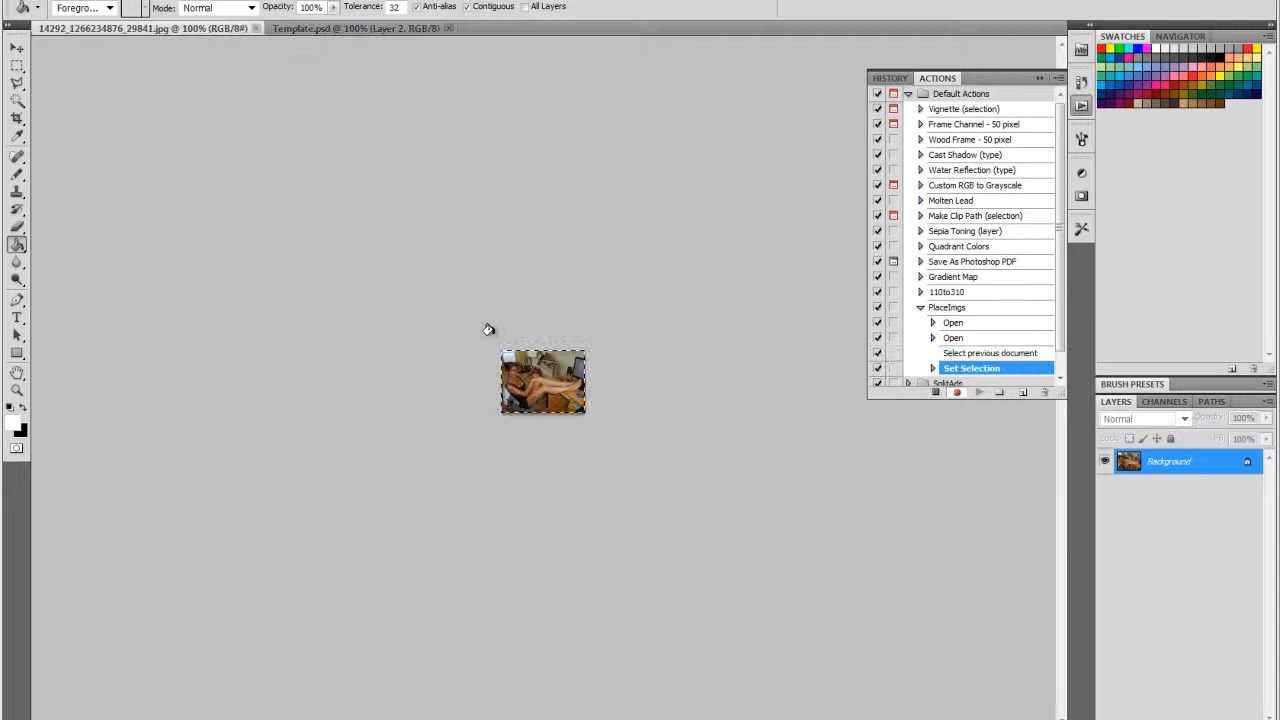 Foregro...
Mode: Normal
Opacity: 100%
Tolerance: 32
Anti-alias
Contiguous
All Layers
14292_1266234876_29841.jpg @ 100% (RGB/8#)
Template.psd @ 100% (Layer 2, RGB/8)
SWATCHES
NAVIGATOR
HISTORY
ACTIONS
Default Actions
Vignette (selection)
Frame Channel - 50 pixel
Wood Frame - 50 pixel
Cast Shadow (type)
Water Reflection (type)
Custom RGB to Grayscale
Molten Lead
Make Clip Path (selection)
Sepia Toning (layer)
Quadrant Colors
Save As Photoshop PDF
Gradient Map
110to310
PlaceImgs
Open
Open
Select previous document
Set Selection
SplitAds
BRUSH PRESETS
LAYERS
CHANNELS
PATHS
Normal
Opacity: 100%
Lock:
Fill: 100%
Background